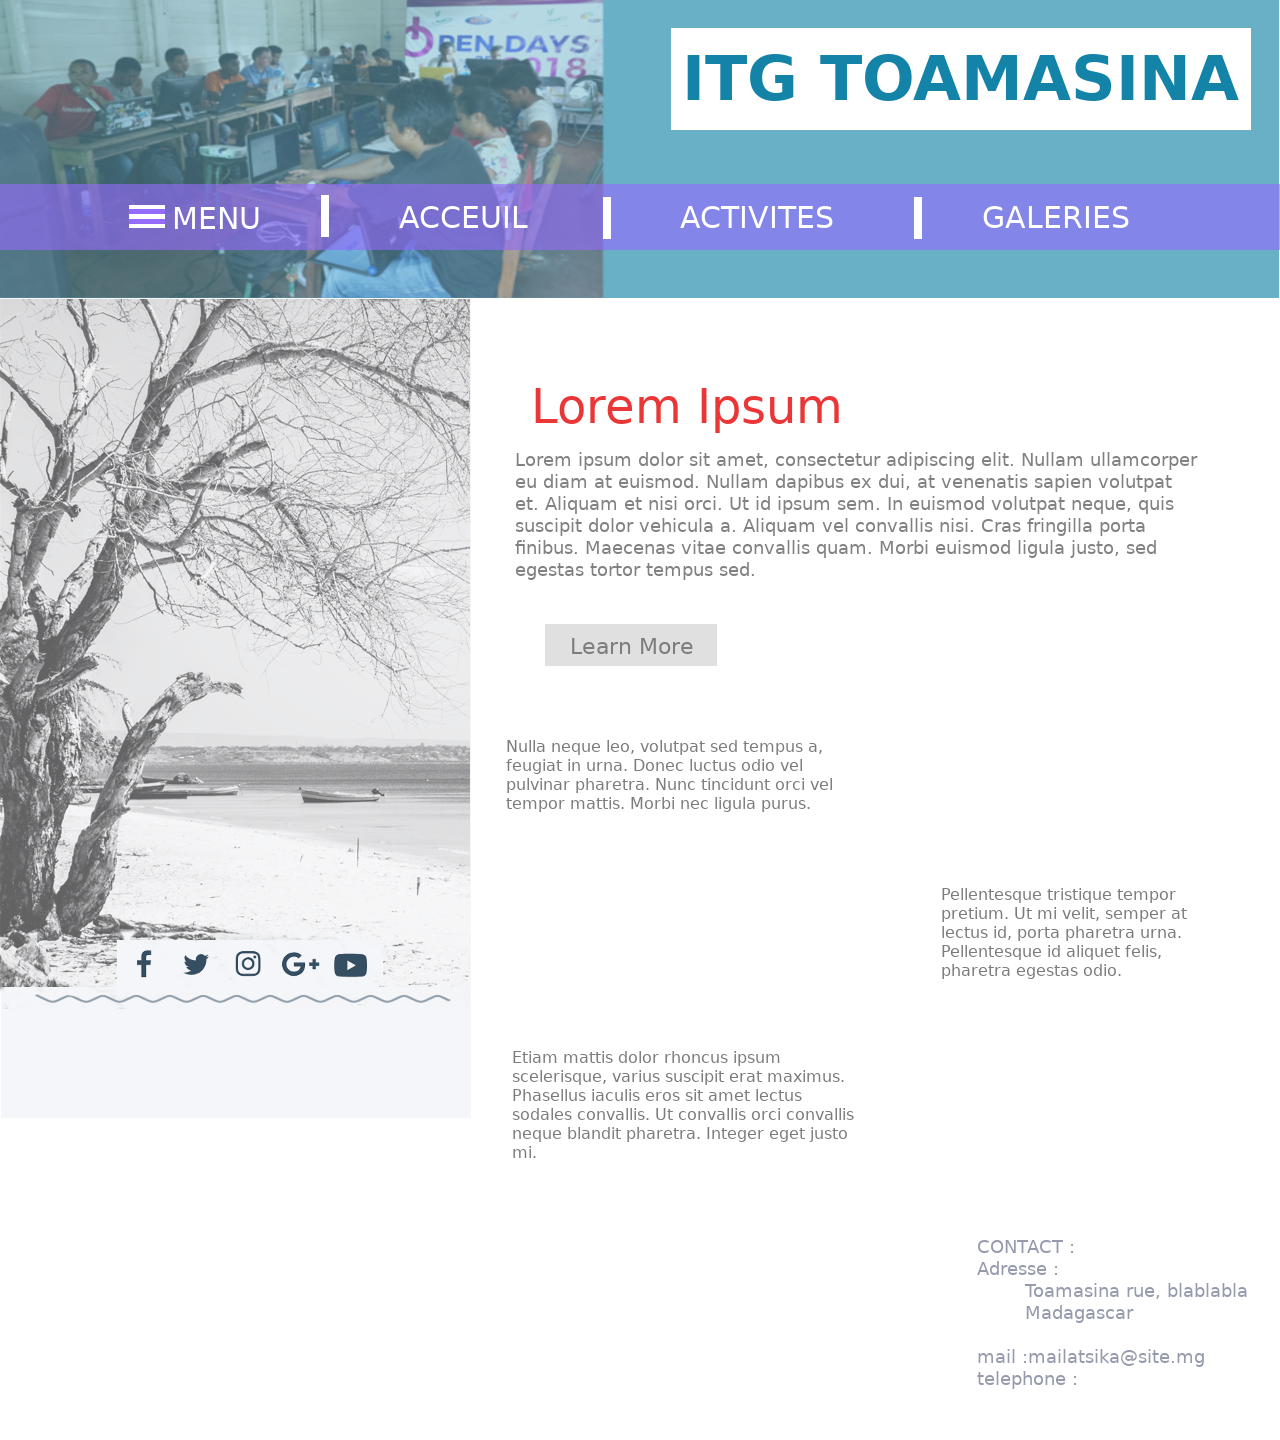 PEN DAYS
2018
ITG TOAMASINA
MENU
ACCEUIL
ACTIVITES
GALERIES
Lorem Ipsum
Lorem ipsum dolor sit amet, consectetur adipiscing elit. Nullam ullamcorper
eu diam at euismod. Nullam dapibus ex dui, at venenatis sapien volutpat
et. Aliquam et nisi orci. Ut id ipsum sem. In euismod volutpat neque, quis
suscipit dolor vehicula a. Aliquam vel convallis nisi. Cras fringilla porta
finibus. Maecenas vitae convallis quam. Morbi euismod ligula justo, sed
egestas tortor tempus sed.
Learn More
Nulla neque leo, volutpat sed tempus a,
feugiat in urna. Donec luctus odio vel
pulvinar pharetra. Nunc tincidunt orci vel
tempor mattis. Morbi nec ligula purus.
Pellentesque tristique tempor
pretium. Ut mi velit, semper at
lectus id, porta pharetra urna.
Pellentesque id aliquet felis,
pharetra egestas odio.
Etiam mattis dolor rhoncus ipsum
scelerisque, varius suscipit erat maximus.
Phasellus iaculis eros sit amet lectus
sodales convallis. Ut convallis orci convallis
neque blandit pharetra. Integer eget justo
mi.
CONTACT :
Adresse :
Toamasina rue, blablabla
Madagascar
mail :mailatsika@site.mg
telephone :